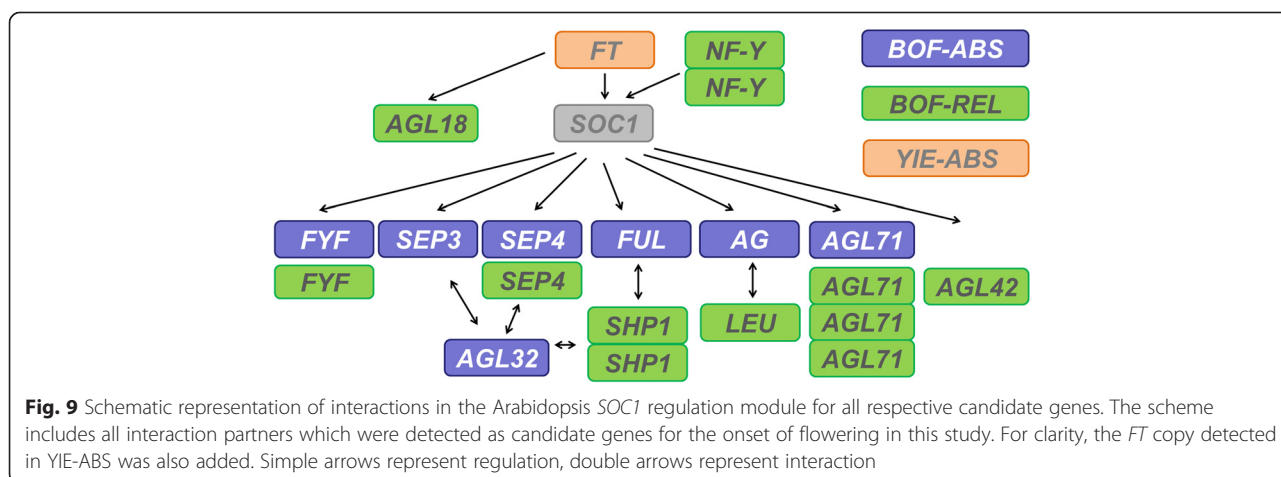 FT
NF-Y
NF-Y
BOF-ABS
AGL18
SOC1
BOF-REL
YIE-ABS
FYF
SEP3
SEP4
FUL
AG
AGL71
FYF
SEP4
AGL71
AGL42
SHP1
LEU
AGL71
AGL32
SHP1
AGL71
Fig. 9 Schematic representation of interactions in the Arabidopsis SOC1 regulation module for all respective candidate genes. The scheme
includes all interaction partners which were detected as candidate genes for the onset of flowering in this study. For clarity, the FT copy detected
in YIE-ABS was also added. Simple arrows represent regulation, double arrows represent interaction